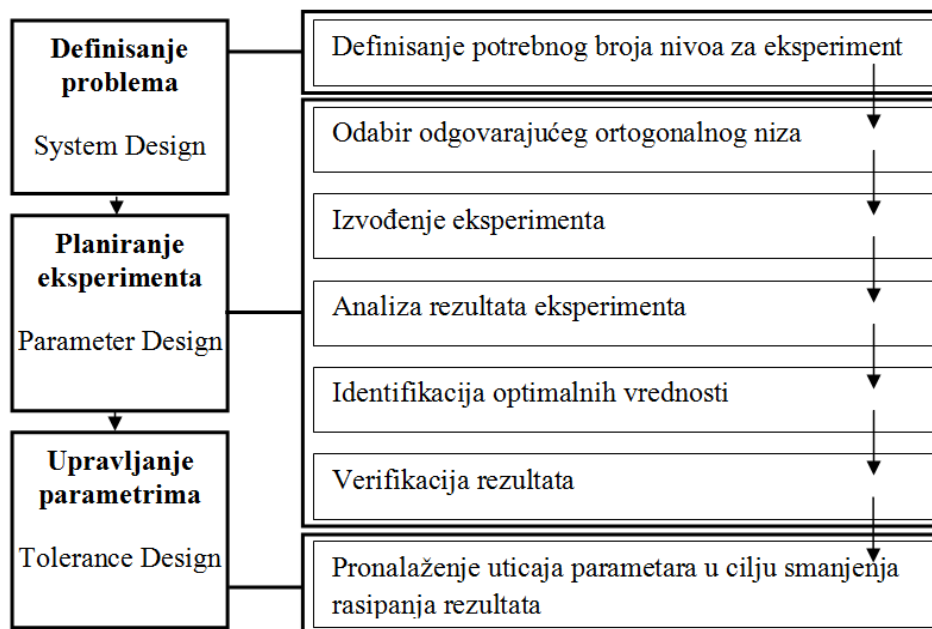 Definisanje
problema
System Design
Definisanje potrebnog broja nivoa za eksperiment
Planiranje
eksperimenta
Parameter Design
Odabir odgovarajućeg ortogonalnog niza
Izvođenje eksperimenta
Analiza rezultata eksperimenta
Identifikacija optimalnih vrednosti
Verifikacija rezultata
Upravljanje
parametrima
Tolerance Design
Pronalaženje uticaja parametara u cilju smanjenja
rasipanja rezultata